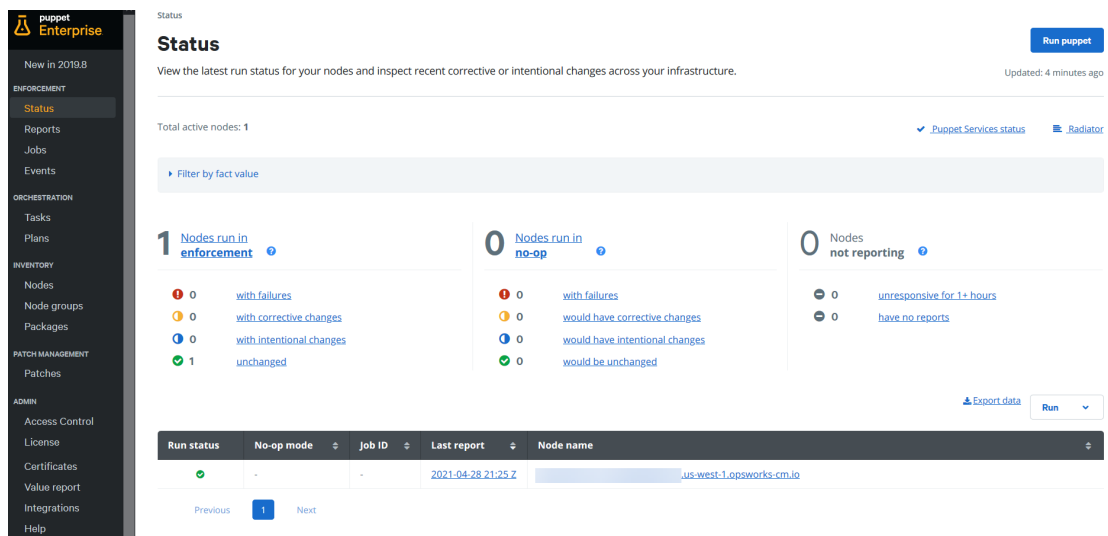 puppet
Enterprise
New in 2019.8
ENFORCEMENT
Status
Reports
Jobs
Events
ORCHESTRATION
Tasks
Plans
INVENTORY
Nodes
Node groups
Packages
PATCH MANAGEMENT
Patches
ADMIN
Access Control
License
Certificates
Value report
Integrations
Help
Status
Status
Run puppet
View the latest run status for your nodes and inspect recent corrective or intentional changes across your infrastructure.
Updated: 4 minutes ago
Total active nodes: 1
Puppet Services status
Radiator
Filter by fact value
1 Nodes run in
enforcement ?
0 with failures
0 with corrective changes
0 with intentional changes
1 unchanged
0 Nodes run in
no-op ?
0 with failures
0 would have corrective changes
0 would have intentional changes
0 would be unchanged
0 Nodes
not reporting ?
0 unresponsive for 1+ hours
0 have no reports
Export data
Run
Run status No-op mode Job ID Last report Node name
- - 2021-04-28 21:25 Z .us-west-1.opsworks-cm.io
Previous 1 Next